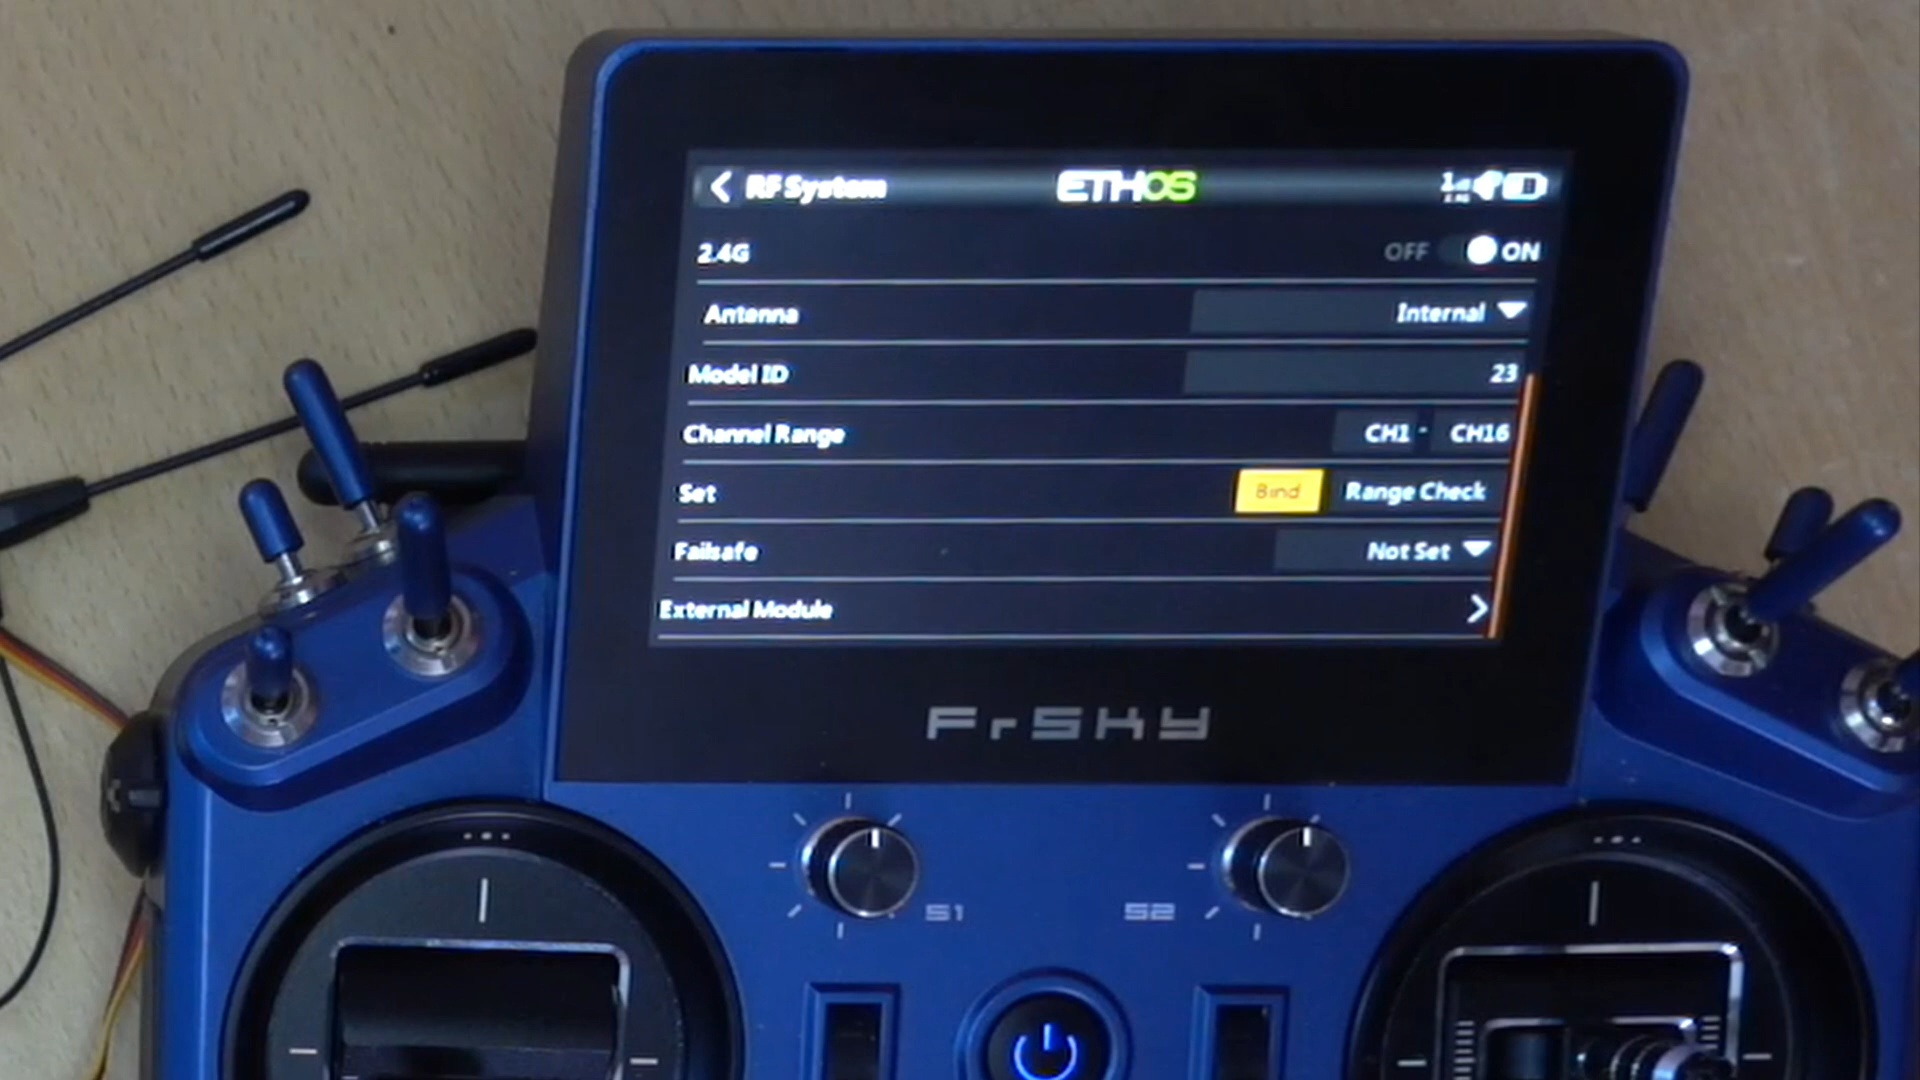 RF System ETHOS
2.4G OFF ON
Antenna Internal
Model ID 23
Channel Range CH1 - CH16
Set Bind Range Check
Failsafe Not Set
External Module
FrSKY
S1 S2